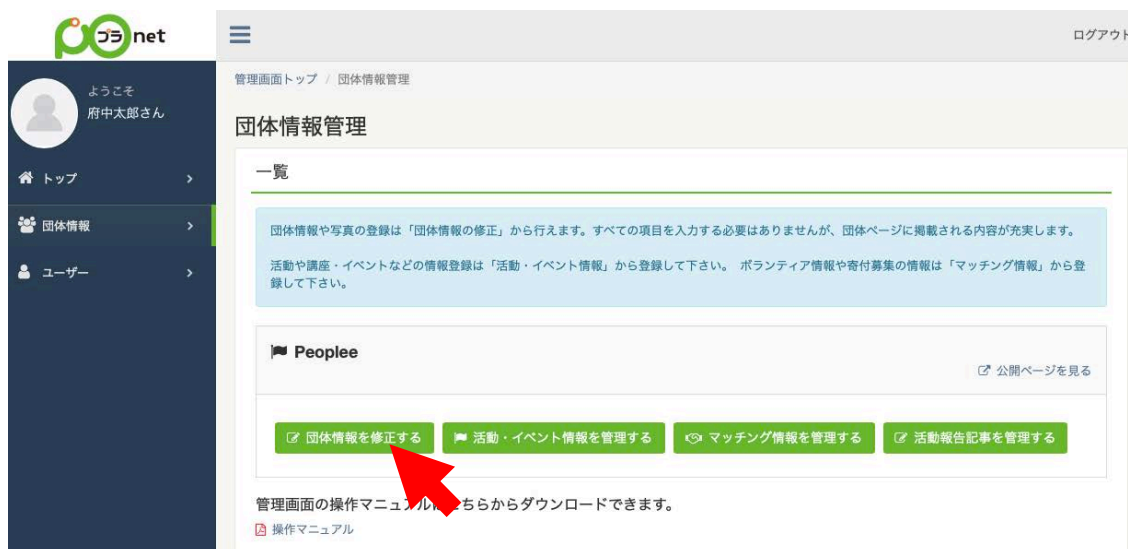 プラnet
ログアウト
ようこそ
府中太郎さん
管理画面トップ / 団体情報管理
団体情報管理
トップ
団体情報
ユーザー
一覧
団体情報や写真の登録は「団体情報の修正」から行えます。すべての項目を入力する必要はありませんが、団体ページに掲載される内容が充実します。
活動や講座・イベントなどの情報登録は「活動・イベント情報」から登録して下さい。 ボランティア情報や寄付募集の情報は「マッチング情報」から登
録して下さい。
Peoplee
公開ページを見る
団体情報を修正する
活動・イベント情報を管理する
マッチング情報を管理する
活動報告記事を管理する
管理画面の操作マニュアルはこちらからダウンロードできます。
操作マニュアル